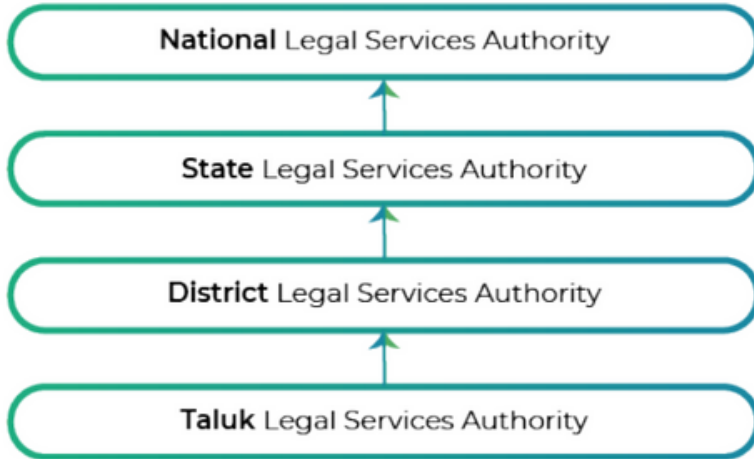 National Legal Services Authority
State Legal Services Authority
District Legal Services Authority
Taluk Legal Services Authority